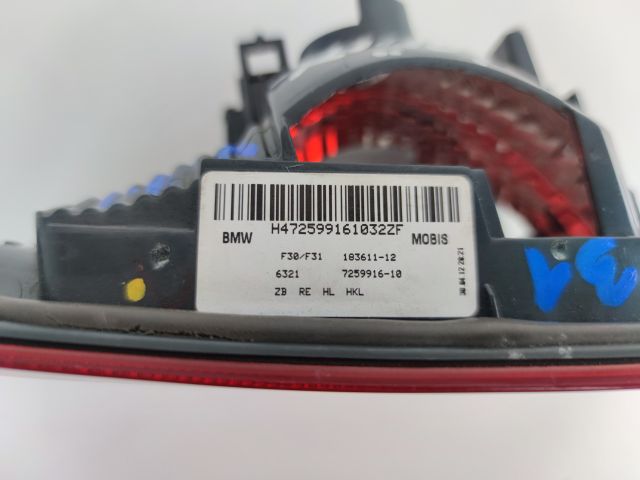 H472599161032ZF
BMW MOBIS
F30/F31 183611-12
6321 7259916-10
ZB RE HL HKL